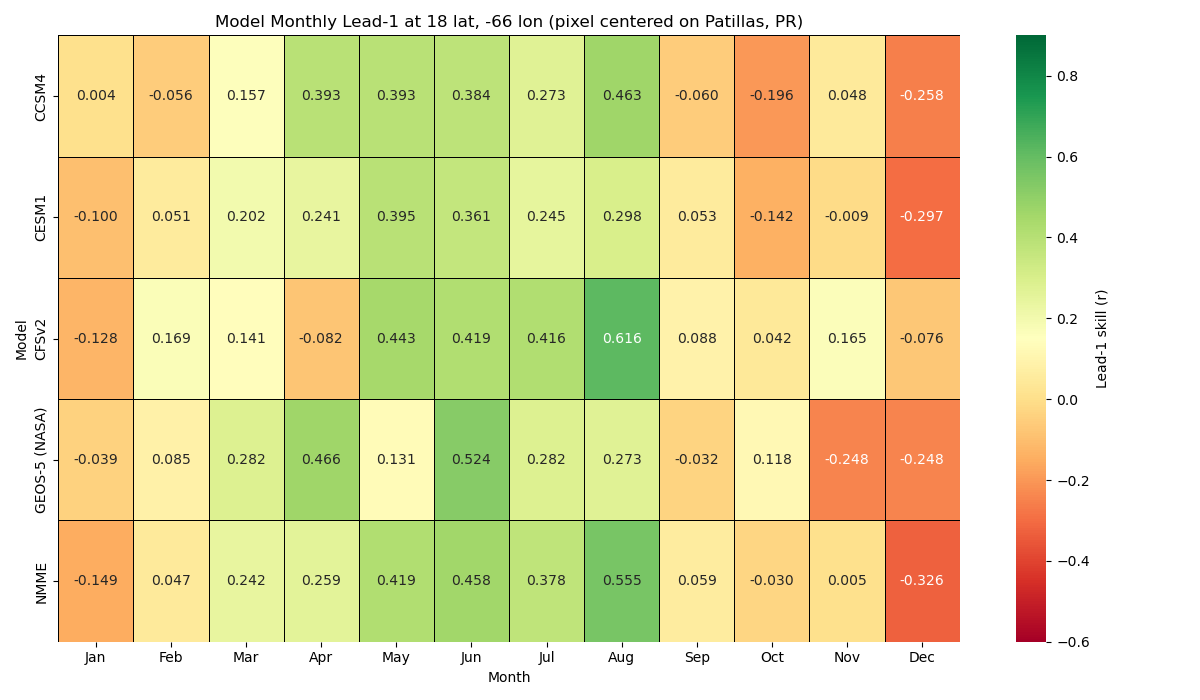 Model Monthly Lead-1 at 18 lat, -66 lon (pixel centered on Patillas, PR)
Model
CCSM4
0.004 -0.056 0.157 0.393 0.393 0.384 0.273 0.463 -0.060 -0.196 0.048 -0.258
CESM1
-0.100 0.051 0.202 0.241 0.395 0.361 0.245 0.298 0.053 -0.142 -0.009 -0.297
CFSv2
-0.128 0.169 0.141 -0.082 0.443 0.419 0.416 0.616 0.088 0.042 0.165 -0.076
GEOS-5 (NASA)
-0.039 0.085 0.282 0.466 0.131 0.524 0.282 0.273 -0.032 0.118 -0.248 -0.248
NMME
-0.149 0.047 0.242 0.259 0.419 0.458 0.378 0.555 0.059 -0.030 0.005 -0.326
Jan Feb Mar Apr May Jun Jul Aug Sep Oct Nov Dec
Month
0.8
0.6
0.4
0.2
0.0
−0.2
−0.4
−0.6
Lead-1 skill (r)